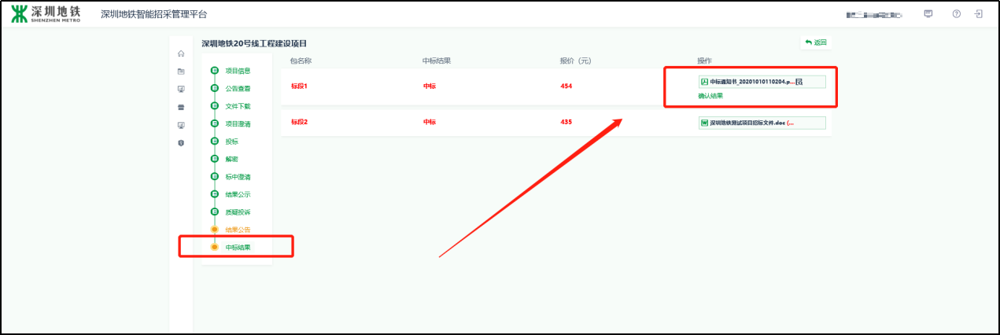 深圳地铁
SHENZHEN METRO
深圳地铁智能招采管理平台
深圳地铁20号线工程建设项目
返回
项目信息
公告查看
文件下载
项目澄清
投标
解密
标中澄清
结果公示
质疑投诉
结果公告
中标结果
包名称 中标结果 报价（元） 操作
标段1 中标 454 中标通知书_20201010110204.p...
确认结果
标段2 中标 435 深圳地铁测试项目招标文件.doc (...